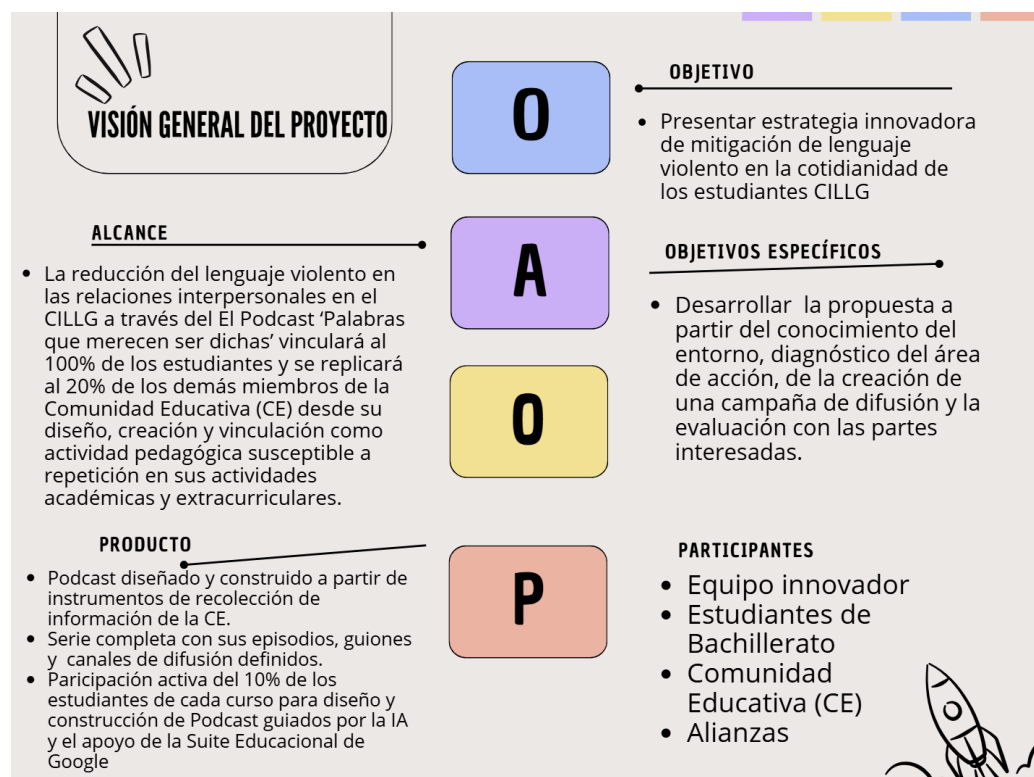 VISIÓN GENERAL DEL PROYECTO
O
OBJETIVO
• Presentar estrategia innovadora
de mitigación de lenguaje
violento en la cotidianidad de
los estudiantes CILLG
ALCANCE
• La reducción del lenguaje violento en
las relaciones interpersonales en el
CILLG a través del El Podcast ‘Palabras
que merecen ser dichas’ vinculará al
100% de los estudiantes y se replicará
al 20% de los demás miembros de la
Comunidad Educativa (CE) desde su
diseño, creación y vinculación como
actividad pedagógica susceptible a
repetición en sus actividades
académicas y extracurriculares.
A
OBJETIVOS ESPECÍFICOS
• Desarrollar la propuesta a
partir del conocimiento del
entorno, diagnóstico del área
de acción, de la creación de
una campaña de difusión y la
evaluación con las partes
interesadas.
O
PRODUCTO
• Podcast diseñado y construido a partir de
instrumentos de recolección de
información de la CE.
• Serie completa con sus episodios, guiones
y canales de difusión definidos.
• Paricipación activa del 10% de los
estudiantes de cada curso para diseño y
construcción de Podcast guiados por la IA
y el apoyo de la Suite Educacional de
Google
P
PARTICIPANTES
• Equipo innovador
• Estudiantes de
Bachillerato
• Comunidad
Educativa (CE)
• Alianzas